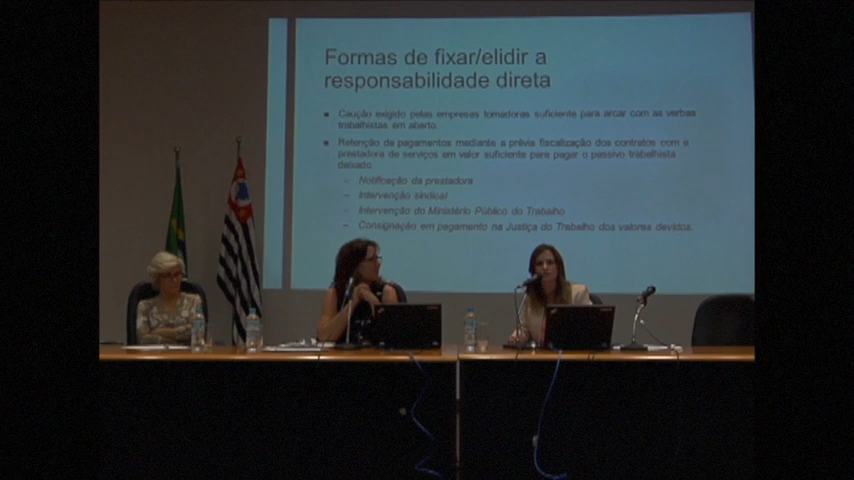 Formas de fixar/elidir a
responsabilidade direta
Caução exigido pelas empresas tomadoras suficiente para arcar com as verbas
trabalhistas em aberto.
Retenção de pagamentos mediante a prévia fiscalização dos contratos com a
prestadora de serviços em valor suficiente para pagar o passivo trabalhista
deixado
– Notificação da prestadora
– Intervenção sindical
– Intervenção do Ministério Público do Trabalho
– Consignação em pagamento na Justiça do Trabalho dos valores devidos.